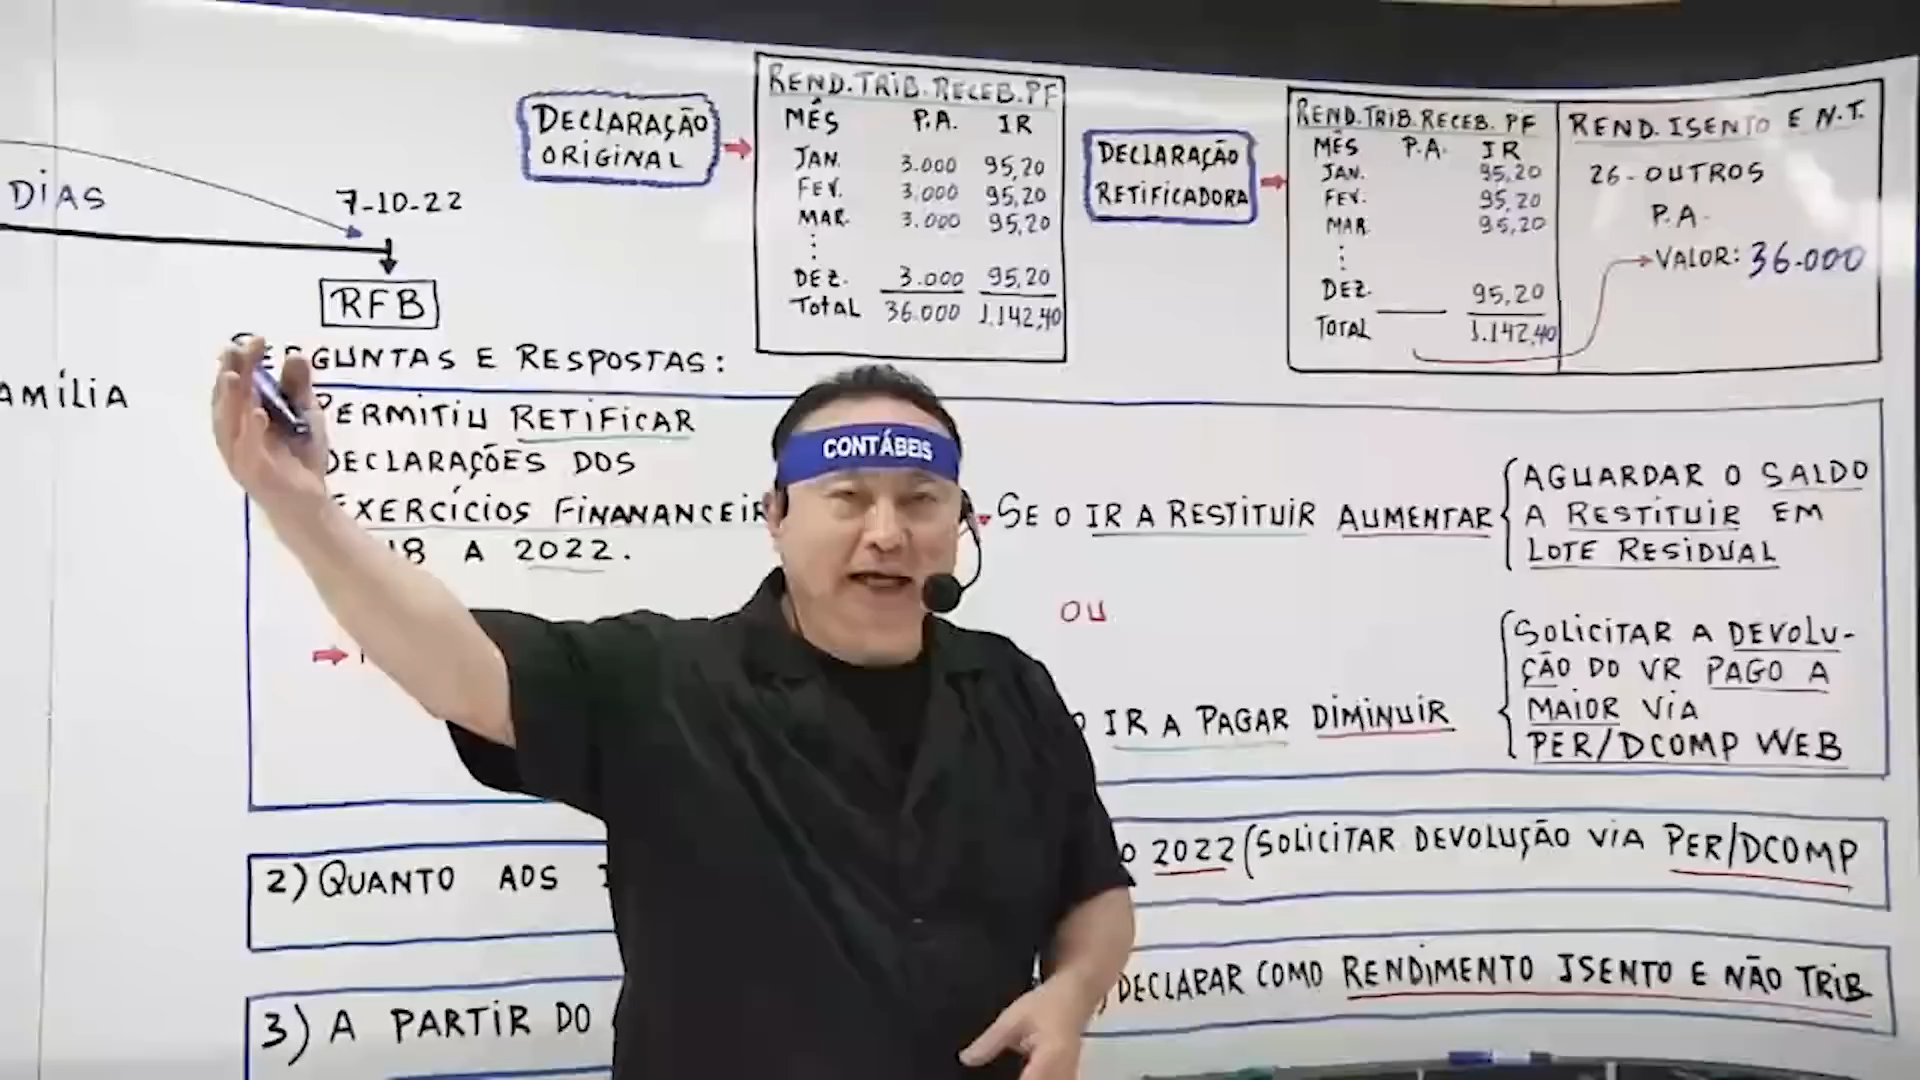 DIAS
7-10-22
RFB
AMÍLIA
DECLARAÇÃO
ORIGINAL
REND.TRIB.RECEB.PF
MÊS P.A. IR
JAN. 3.000 95,20
FEV. 3.000 95,20
MAR. 3.000 95,20
DEZ. 3.000 95,20
TOTAL 36.000 1.142,40
DECLARAÇÃO
RETIFICADORA
REND.TRIB.RECEB. PF
MÊS P.A. IR
JAN. 95,20
FEV. 95,20
MAR. 95,20
DEZ. 95,20
TOTAL 1.142,40
REND. ISENTO E N.T.
26-OUTROS
P.A.
VALOR: 36.000
PERGUNTAS E RESPOSTAS:
PERMITIU RETIFICAR
DECLARAÇÕES DOS
EXERCÍCIOS FINANANCEIR
18 A 2022.
SE O IR A RESTITUIR AUMENTAR
AGUARDAR O SALDO
A RESTITUIR EM
LOTE RESIDUAL
OU
O IR A PAGAR DIMINUIR
SOLICITAR A DEVOLU-
ÇÃO DO VR PAGO A
MAIOR VIA
PER/DCOMP WEB
CONTÁBEIS
2) QUANTO AOS
O 2022 (SOLICITAR DEVOLUÇÃO VIA PER/DCOMP
3) A PARTIR DO
DECLARAR COMO RENDIMENTO ISENTO E NÃO TRIB